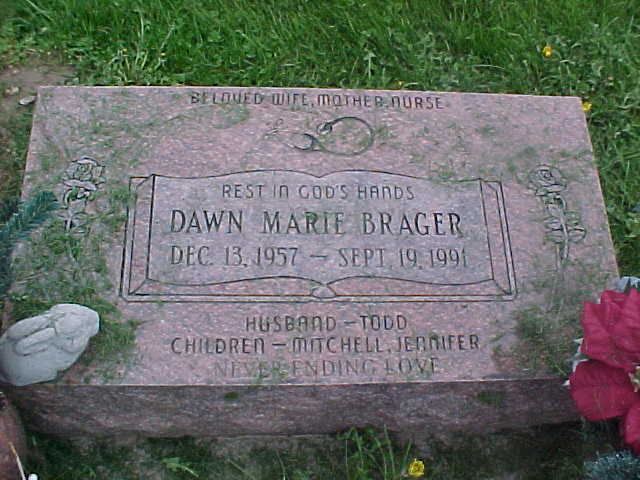 BELOVED WIFE, MOTHER, NURSE
REST IN GOD'S HANDS
DAWN MARIE BRAGER
DEC. 13, 1957 — SEPT. 19, 1991
HUSBAND — TODD
CHILDREN — MITCHELL, JENNIFER
NEVER ENDING LOVE